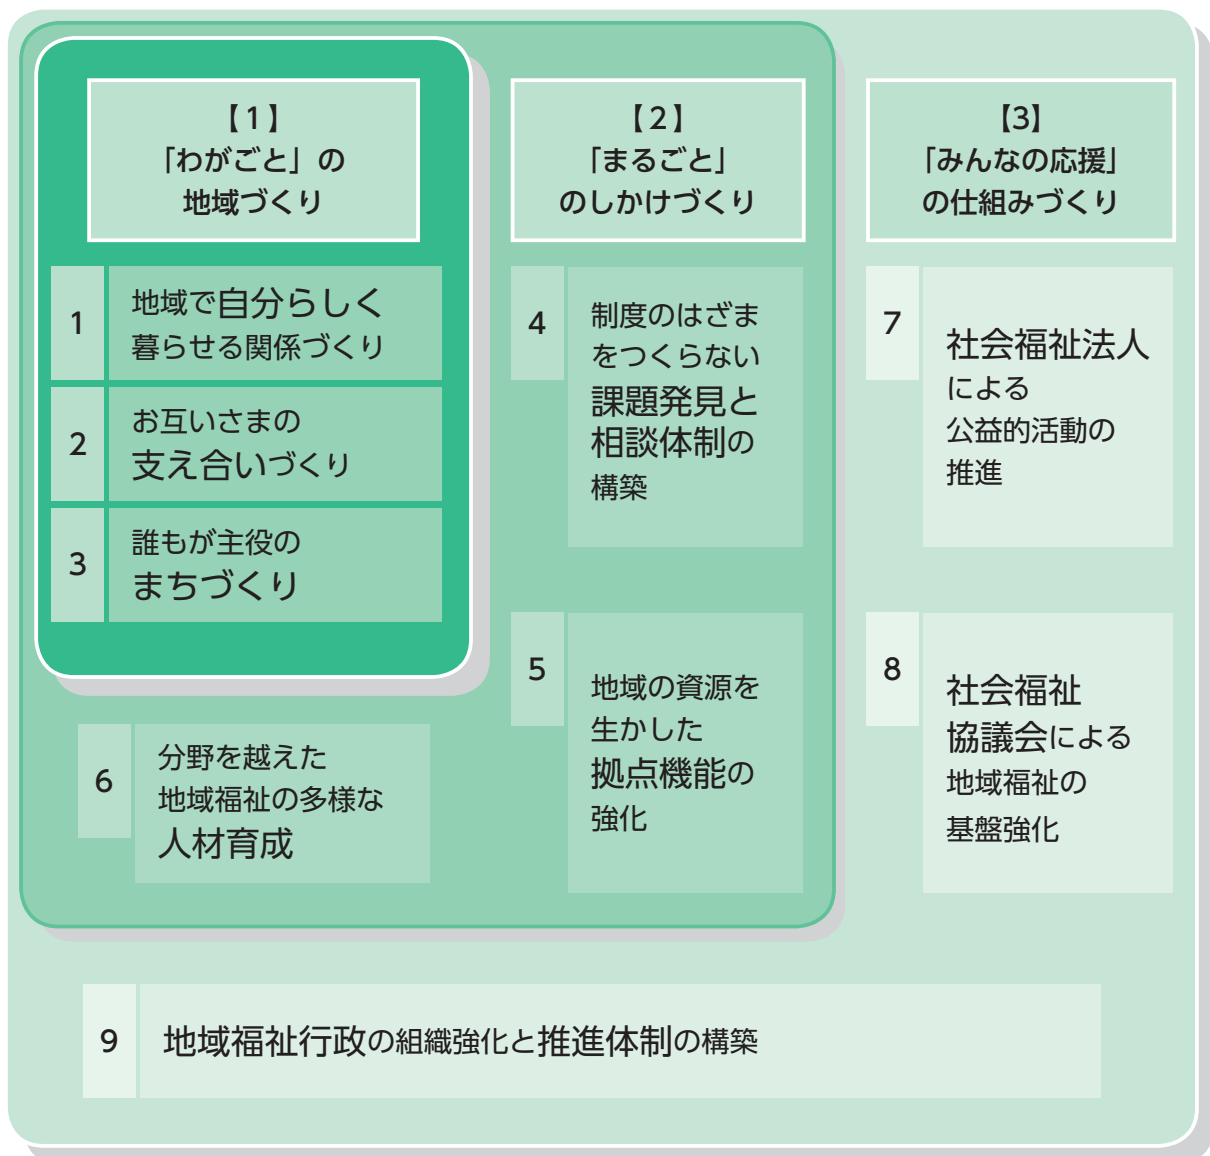 【1】
「わがごと」の
地域づくり
1
地域で自分らしく
暮らせる関係づくり
2
お互いさまの
支え合いづくり
3
誰もが主役の
まちづくり
【2】
「まるごと」
のしかけづくり
4
制度のはざま
をつくらない
課題発見と
相談体制の
構築
5
地域の資源を
生かした
拠点機能の
強化
6
分野を越えた
地域福祉の多様な
人材育成
【3】
「みんなの応援」
の仕組みづくり
7
社会福祉法人
による
公益的活動の
推進
8
社会福祉
協議会による
地域福祉の
基盤強化
9
地域福祉行政の組織強化と推進体制の構築